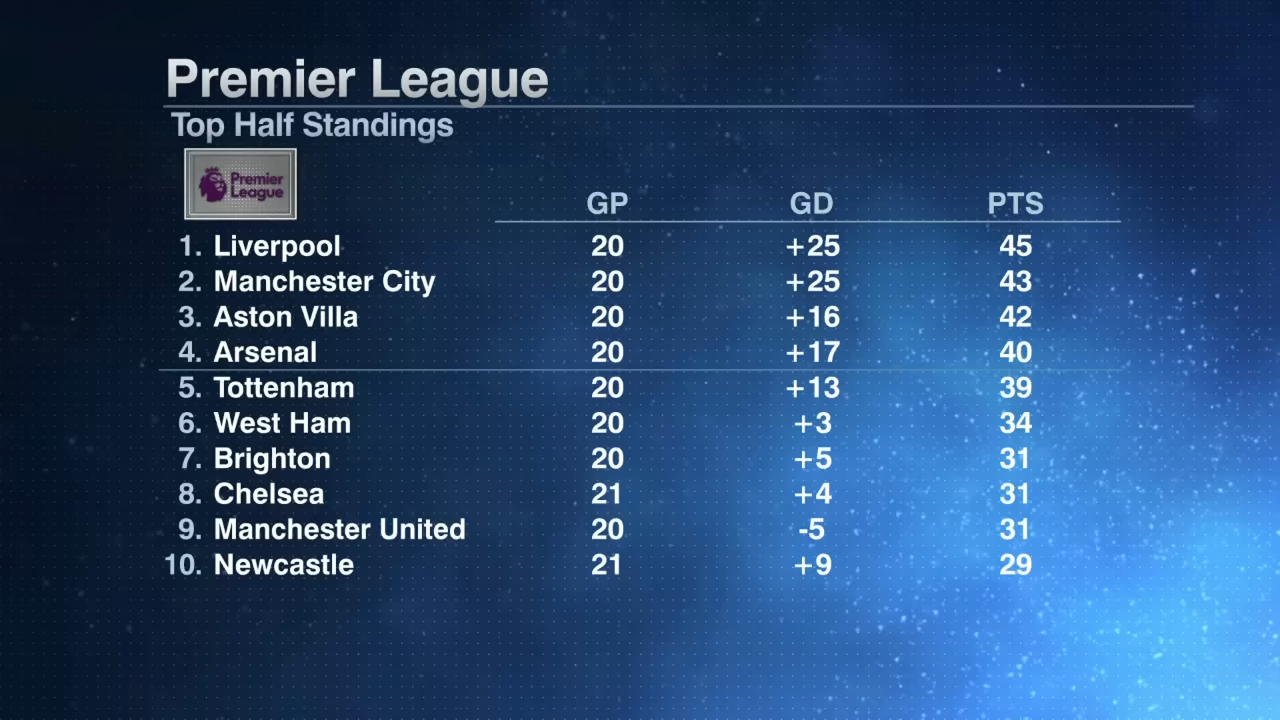 Premier League
Top Half Standings
Premier
League
GP GD PTS
1. Liverpool 20 +25 45
2. Manchester City 20 +25 43
3. Aston Villa 20 +16 42
4. Arsenal 20 +17 40
5. Tottenham 20 +13 39
6. West Ham 20 +3 34
7. Brighton 20 +5 31
8. Chelsea 21 +4 31
9. Manchester United 20 -5 31
10. Newcastle 21 +9 29